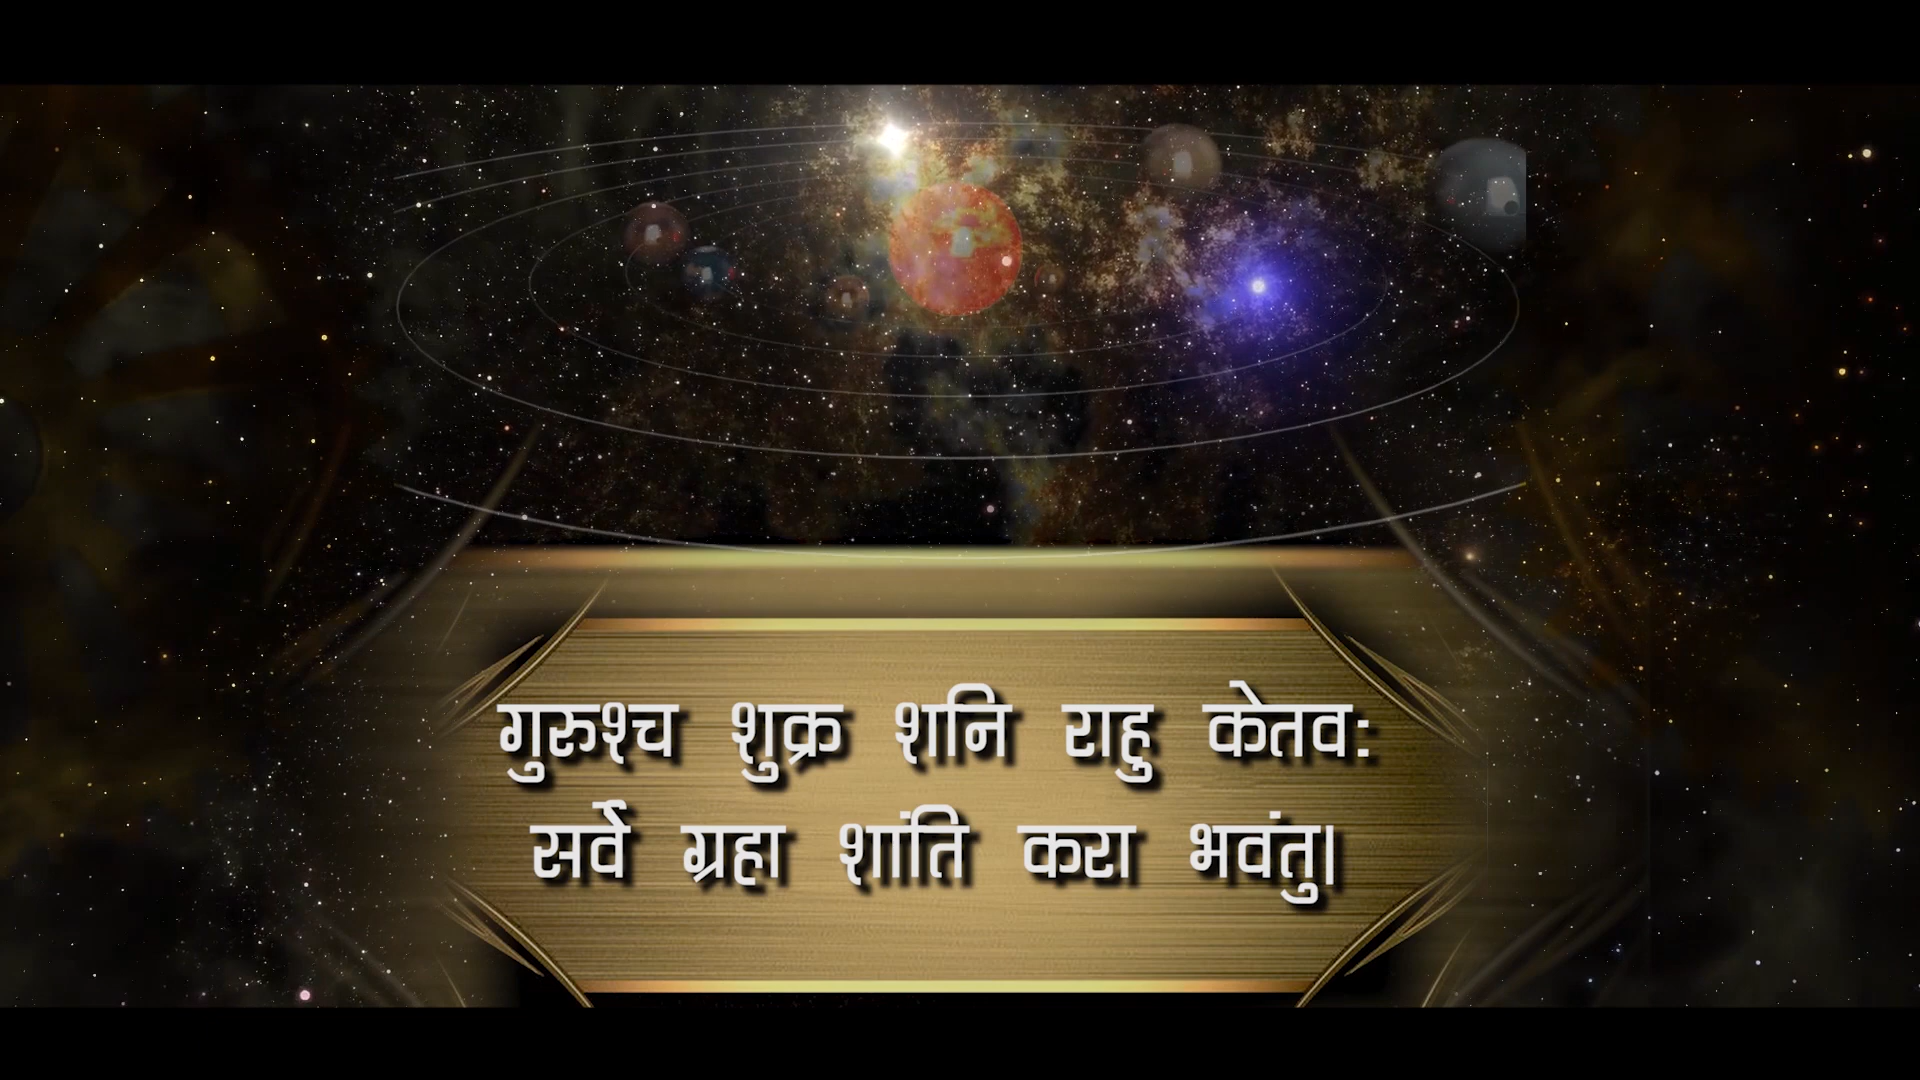 गुरुश्च शुक्र शनि राहु केतवः
सर्वे ग्रहा शांति करा भवंतु।